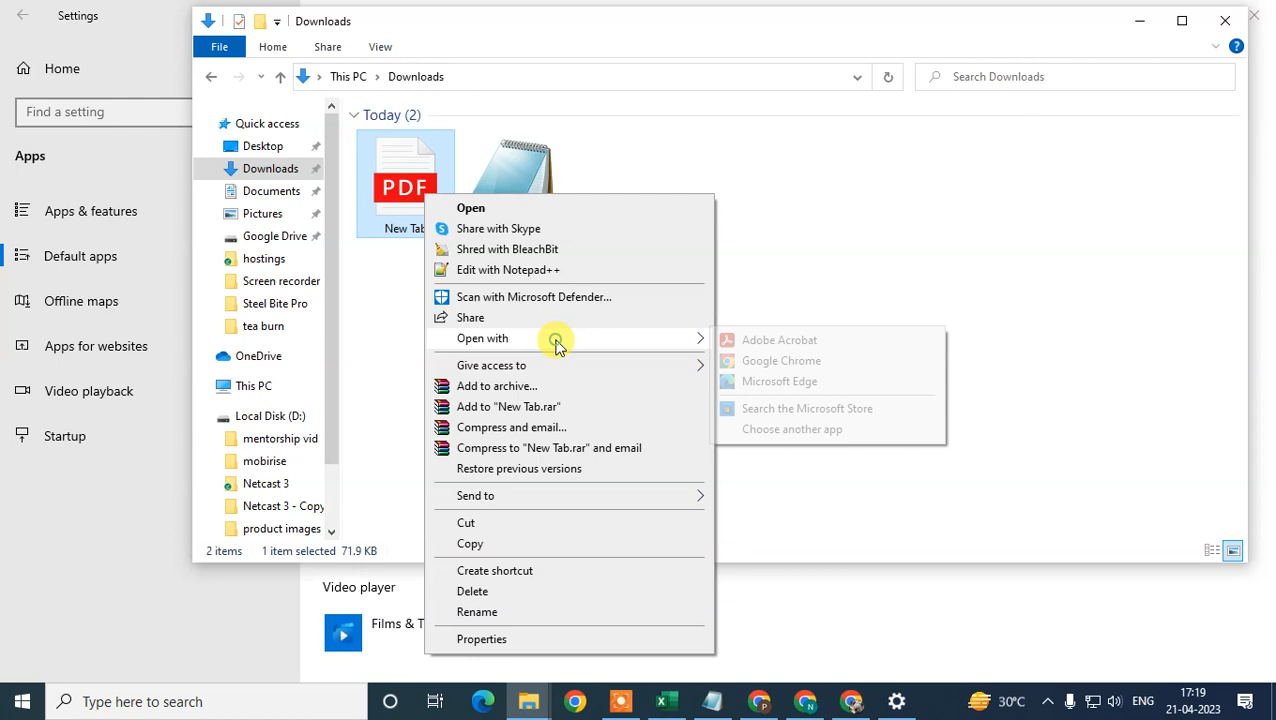 Settings
Home
Find a setting
Apps
Apps & features
Default apps
Offline maps
Apps for websites
Video playback
Startup
Downloads
File
Home
Share
View
This PC
Downloads
Search Downloads
Quick access
Desktop
Downloads
Documents
Pictures
Google Drive
hostings
Screen recorder
Steel Bite Pro
tea burn
OneDrive
This PC
Local Disk (D:)
mentorship vid
mobirise
Netcast 3
Netcast 3 - Copy
product images
Today (2)
PDF
New Tab
Open
Share with Skype
Shred with BleachBit
Edit with Notepad++
Scan with Microsoft Defender...
Share
Open with
Give access to
Add to archive...
Add to "New Tab.rar"
Compress and email...
Compress to "New Tab.rar" and email
Restore previous versions
Send to
Cut
Copy
Create shortcut
Delete
Rename
Properties
Adobe Acrobat
Google Chrome
Microsoft Edge
Search the Microsoft Store
Choose another app
2 items
1 item selected 71.9 KB
Video player
Films & T
Type here to search
P
N
30°C
ENG
17:19
21-04-2023